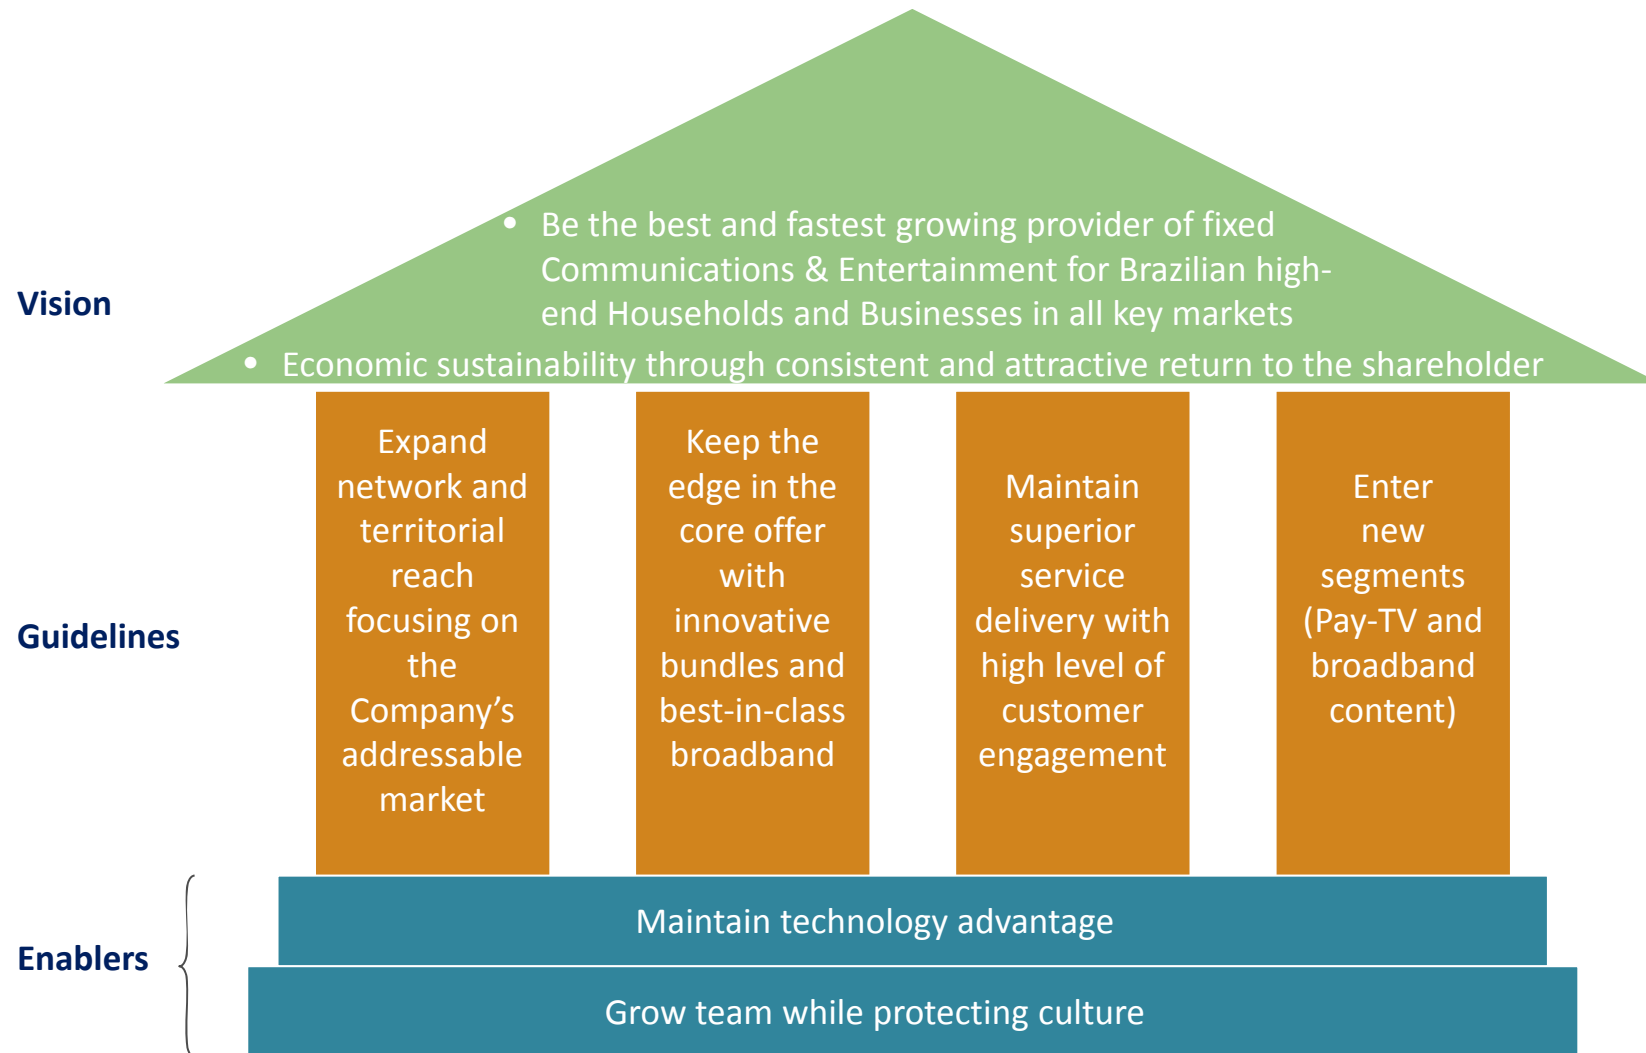 • Be the best and fastest growing provider of fixed
Communications & Entertainment for Brazilian high-
end Households and Businesses in all key markets
• Economic sustainability through consistent and attractive return to the shareholder
Vision
Expand
network and
territorial
reach
focusing on
the
Company’s
addressable
market
Keep the
edge in the
core offer
with
innovative
bundles and
best-in-class
broadband
Maintain
superior
service
delivery with
high level of
customer
engagement
Enter
new
segments
(Pay-TV and
broadband
content)
Guidelines
Maintain technology advantage
Enablers
Grow team while protecting culture